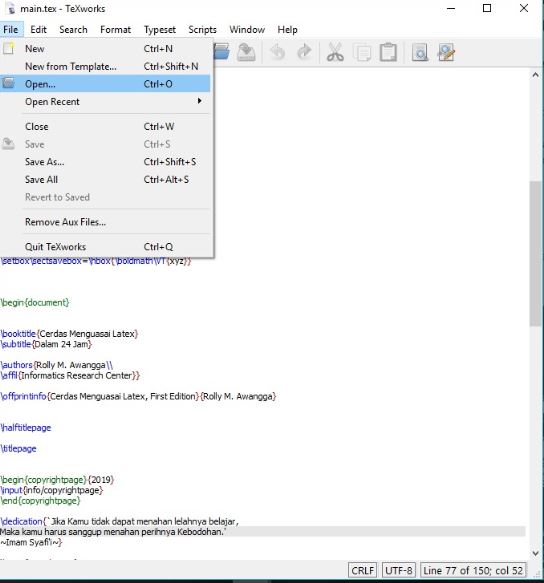 main.tex - TeXworks
File Edit Search Format Typeset Scripts Window Help
New Ctrl+N
New from Template... Ctrl+Shift+N
Open... Ctrl+O
Open Recent
Close Ctrl+W
Save Ctrl+S
Save As... Ctrl+Shift+S
Save All Ctrl+Alt+S
Revert to Saved
Remove Aux Files...
Quit TeXworks Ctrl+Q
\setbox\sectsavebox=\hbox{\boldmath\VT{xyz}}
\begin{document}
\booktitle{Cerdas Menguasai Latex}
\subtitle{Dalam 24 Jam}
\authors{Rolly M. Awangga\\
\affil{Informatics Research Center}}
\offprintinfo{Cerdas Menguasai Latex, First Edition}{Rolly M. Awangga}
\halftitlepage
\titlepage
\begin{copyrightpage}{2019}
\input{info/copyrightpage}
\end{copyrightpage}
\dedication{`Jika Kamu tidak dapat menahan lelahnya belajar,
Maka kamu harus sanggup menahan perihnya Kebodohan.'
~Imam Syafi'i~}
CRLF UTF-8 Line 77 of 150; col 52